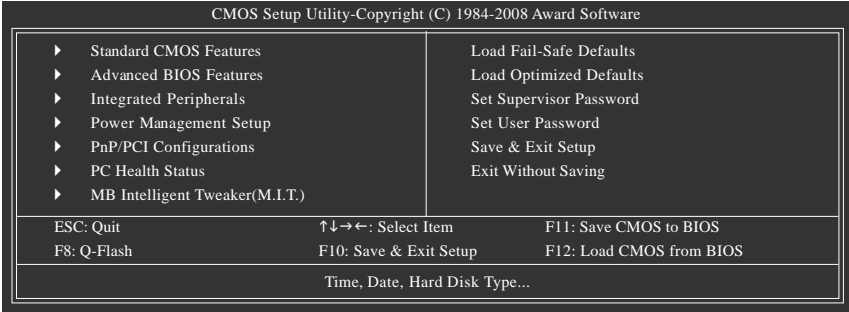 CMOS Setup Utility-Copyright (C) 1984-2008 Award Software
Standard CMOS Features
Advanced BIOS Features
Integrated Peripherals
Power Management Setup
PnP/PCI Configurations
PC Health Status
MB Intelligent Tweaker(M.I.T.)
Load Fail-Safe Defaults
Load Optimized Defaults
Set Supervisor Password
Set User Password
Save & Exit Setup
Exit Without Saving
ESC: Quit ↑↓→←: Select Item F11: Save CMOS to BIOS
F8: Q-Flash F10: Save & Exit Setup F12: Load CMOS from BIOS
Time, Date, Hard Disk Type...